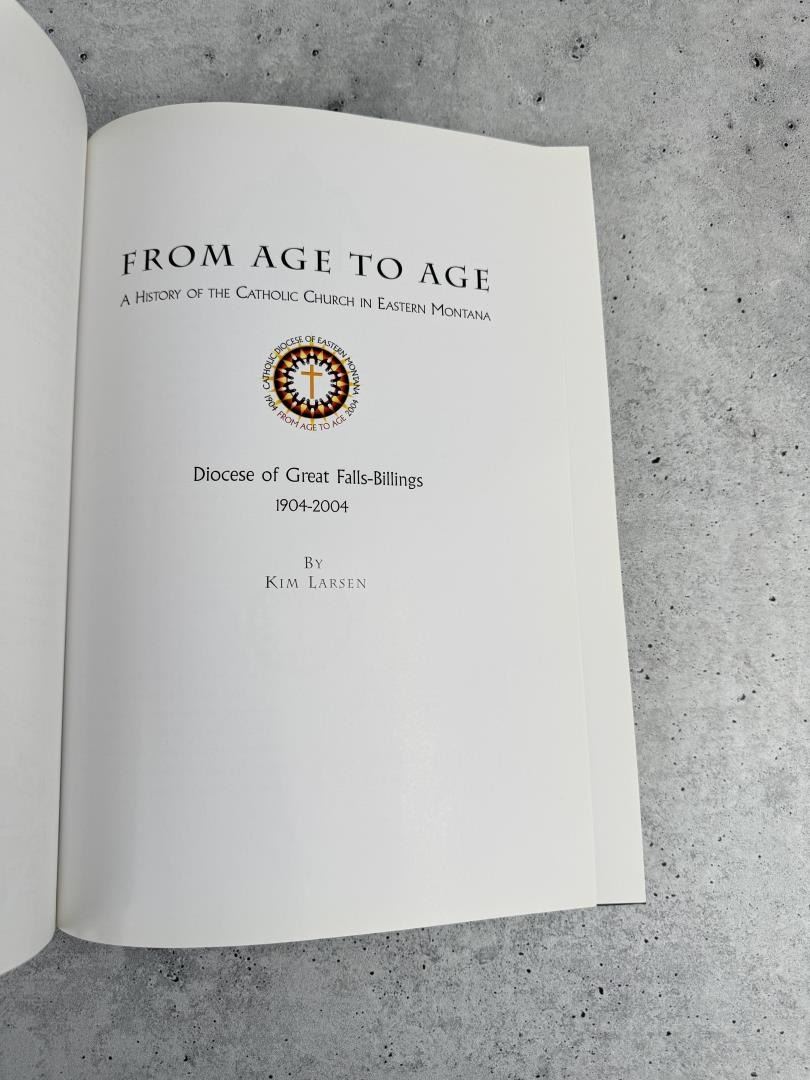 FROM AGE TO AGE
A HISTORY OF THE CATHOLIC CHURCH IN EASTERN MONTANA
CATHOLIC DIOCESE OF EASTERN MONTANA
1904 FROM AGE TO AGE 2004
Diocese of Great Falls-Billings
1904-2004
BY
KIM LARSEN